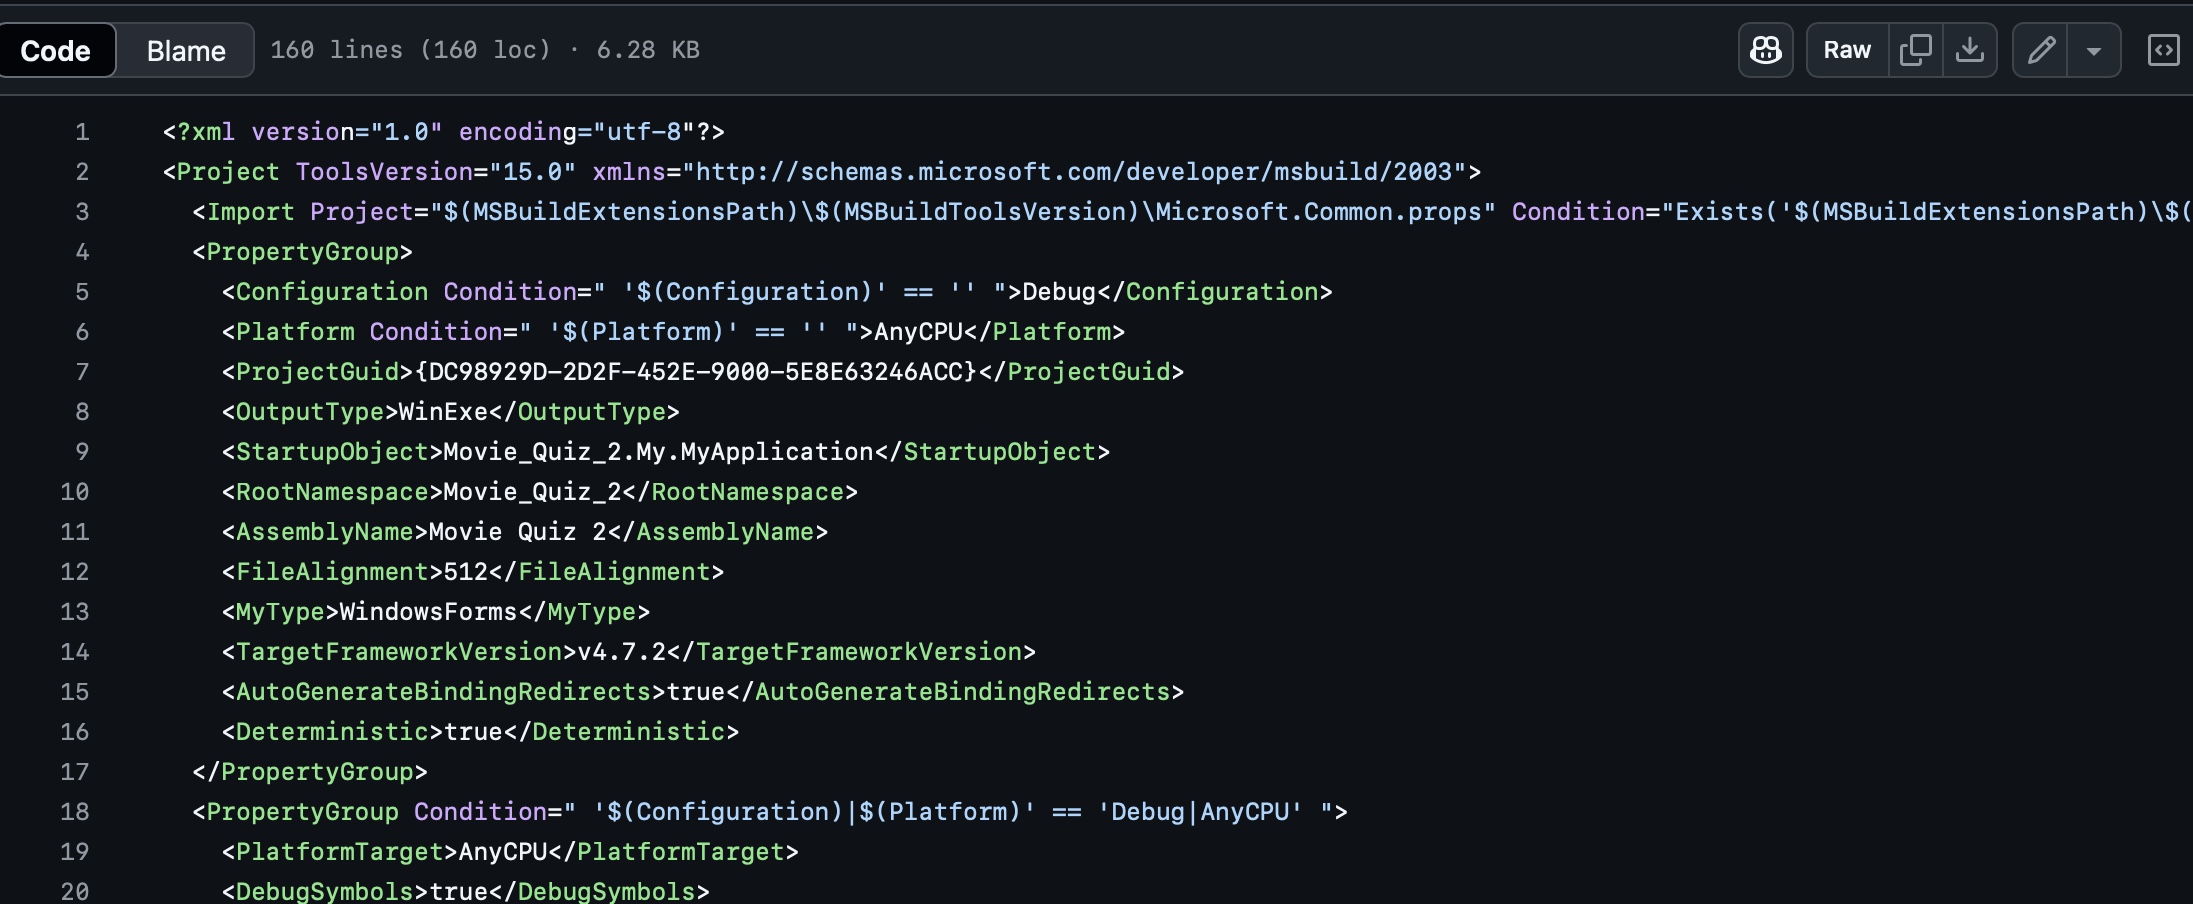 Code Blame 160 lines (160 loc) · 6.28 KB Raw
1 <?xml version="1.0" encoding="utf-8"?>
2 <Project ToolsVersion="15.0" xmlns="http://schemas.microsoft.com/developer/msbuild/2003">
3 <Import Project="$(MSBuildExtensionsPath)\$(MSBuildToolsVersion)\Microsoft.Common.props" Condition="Exists('$(MSBuildExtensionsPath)\$(
4 <PropertyGroup>
5 <Configuration Condition=" '$(Configuration)' == '' ">Debug</Configuration>
6 <Platform Condition=" '$(Platform)' == '' ">AnyCPU</Platform>
7 <ProjectGuid>{DC98929D-2D2F-452E-9000-5E8E63246ACC}</ProjectGuid>
8 <OutputType>WinExe</OutputType>
9 <StartupObject>Movie_Quiz_2.My.MyApplication</StartupObject>
10 <RootNamespace>Movie_Quiz_2</RootNamespace>
11 <AssemblyName>Movie Quiz 2</AssemblyName>
12 <FileAlignment>512</FileAlignment>
13 <MyType>WindowsForms</MyType>
14 <TargetFrameworkVersion>v4.7.2</TargetFrameworkVersion>
15 <AutoGenerateBindingRedirects>true</AutoGenerateBindingRedirects>
16 <Deterministic>true</Deterministic>
17 </PropertyGroup>
18 <PropertyGroup Condition=" '$(Configuration)|$(Platform)' == 'Debug|AnyCPU' ">
19 <PlatformTarget>AnyCPU</PlatformTarget>
20 <DebugSymbols>true</DebugSymbols>